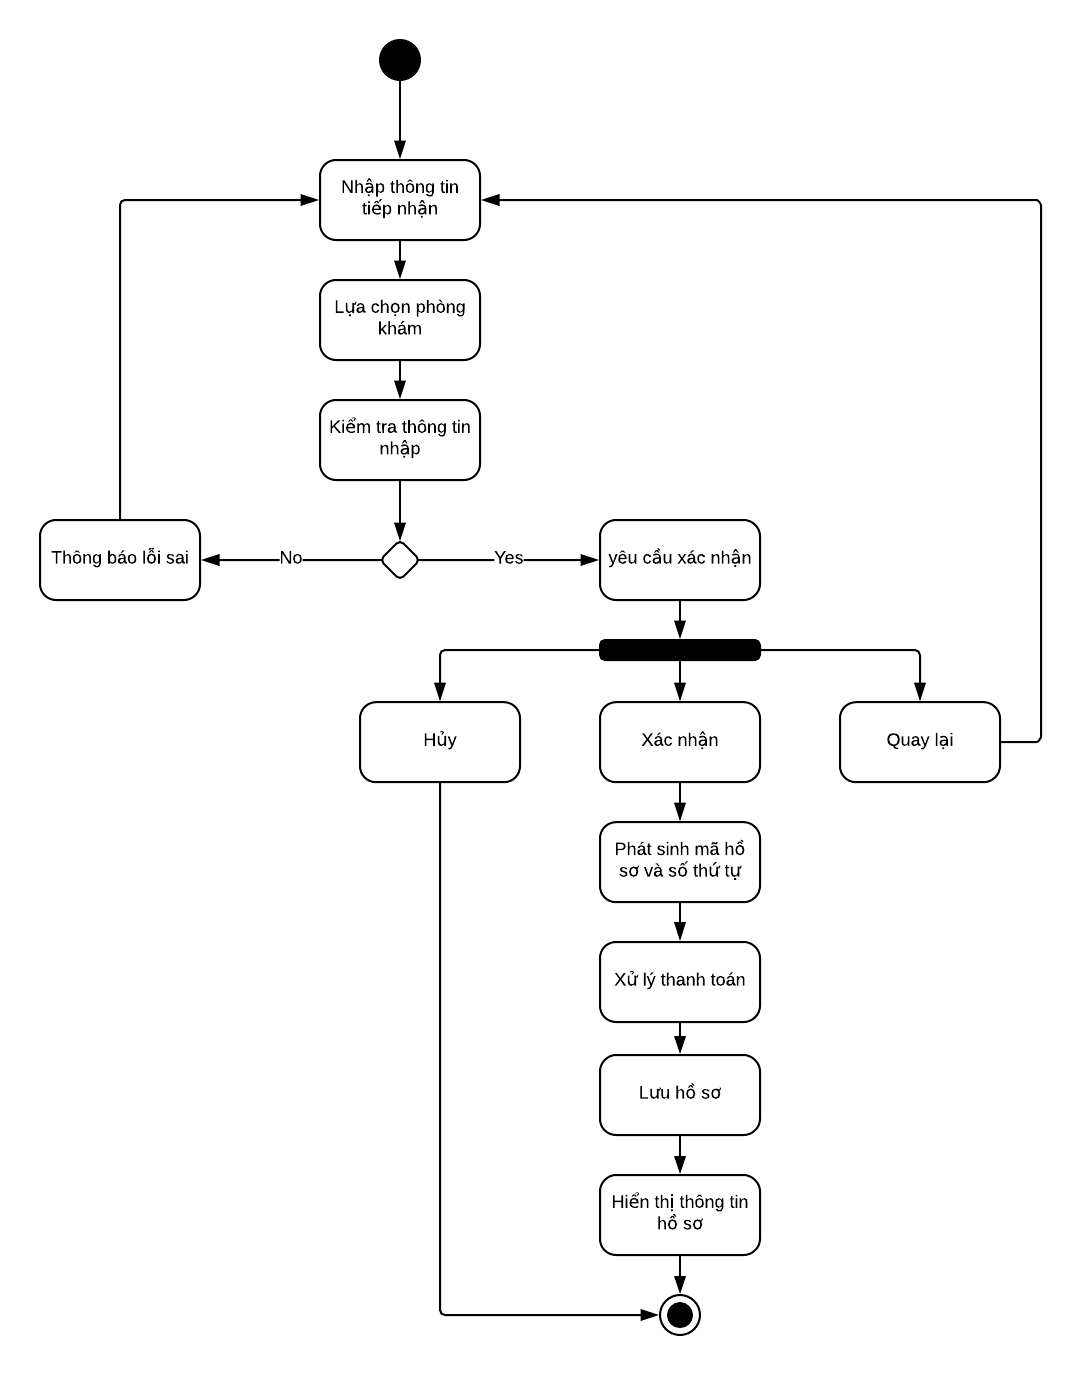 Nhập thông tin
tiếp nhận
Lựa chọn phòng
khám
Kiểm tra thông tin
nhập
Thông báo lỗi sai
No
Yes
yêu cầu xác nhận
Hủy
Xác nhận
Quay lại
Phát sinh mã hồ
sơ và số thứ tự
Xử lý thanh toán
Lưu hồ sơ
Hiển thị thông tin
hồ sơ